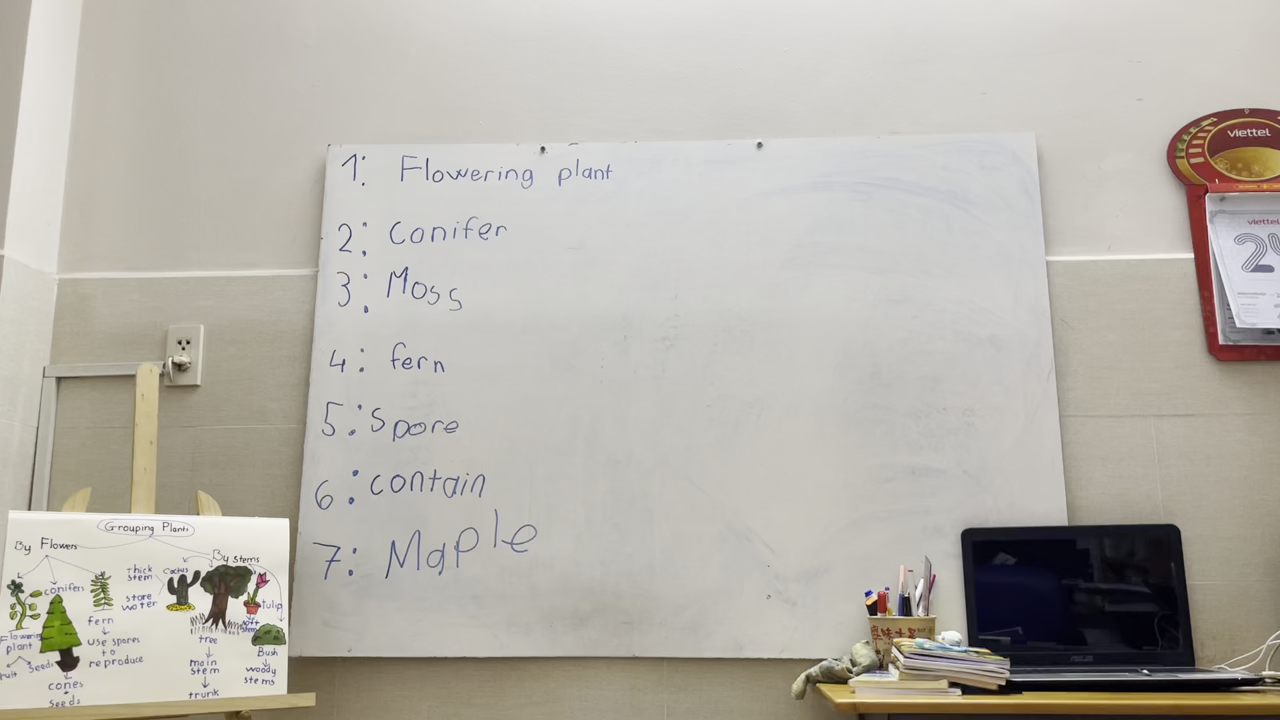 1: Flowering plant
2: Conifer
3: Moss
4: fern
5: Spore
6: contain
7: Maple
Grouping Plants
By Flowers
By stems
conifers
Flowering
plant
Seeds
cones
seeds
fern
use spores
to
reproduce
Thick
stem
store
water
Cactus
tree
main
stem
trunk
tulip
soft
stem
Bush
woody
stems
viettel
viettel
ASUS